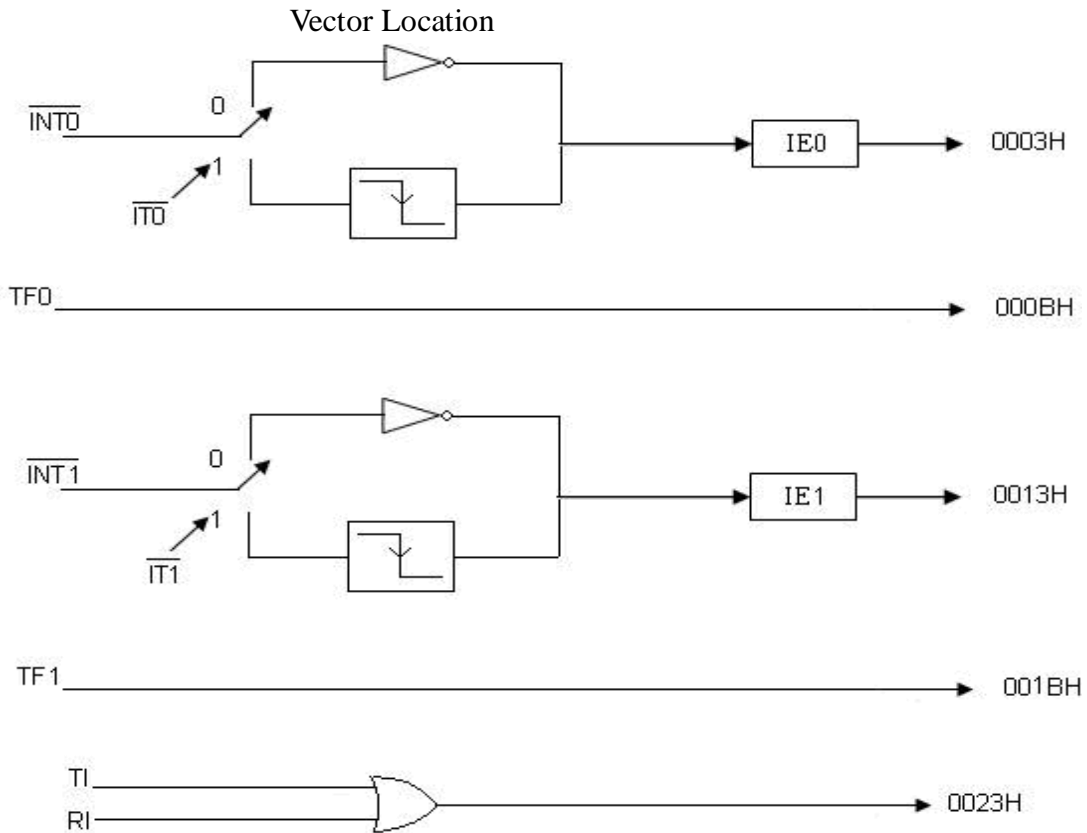 Vector Location
0
INT0
IE0
0003H
1
IT0
TF0
000BH
0
INT1
IE1
0013H
1
IT1
TF1
001BH
TI
0023H
RI